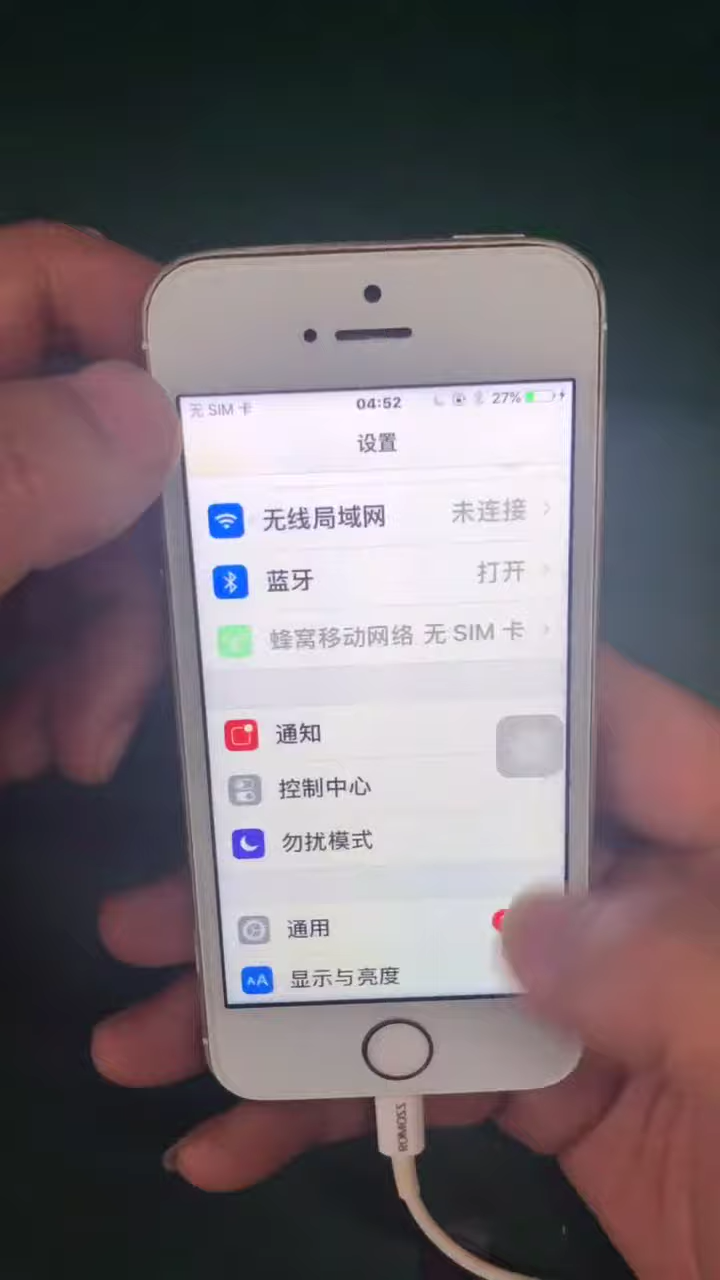 无 SIM 卡 04:52 27%
设置
无线局域网 未连接
蓝牙 打开
蜂窝移动网络 无 SIM 卡
通知
控制中心
勿扰模式
通用
AA 显示与亮度
ROMOSS